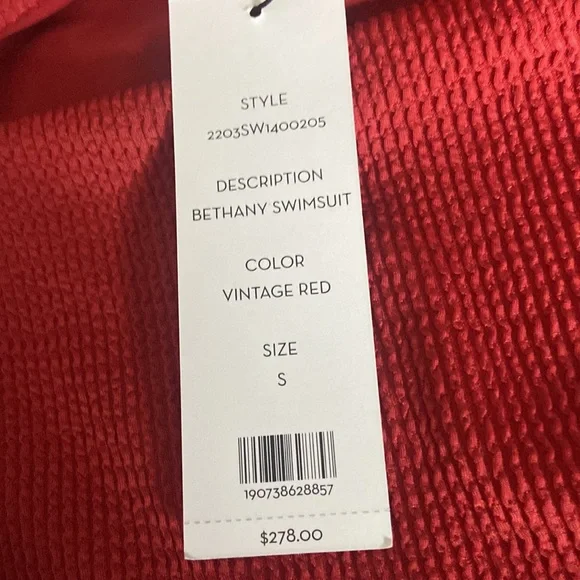 STYLE
2203SW1400205
DESCRIPTION
BETHANY SWIMSUIT
COLOR
VINTAGE RED
SIZE
S
190738628857
$278.00